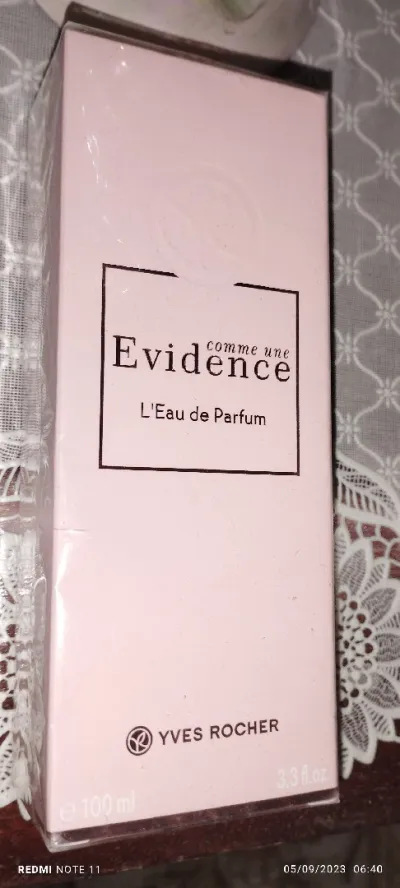 comme une
Evidence
L'Eau de Parfum
YVES ROCHER
3.3 fl.oz
e 100 ml
REDMI NOTE 11
05/09/2023 06:40